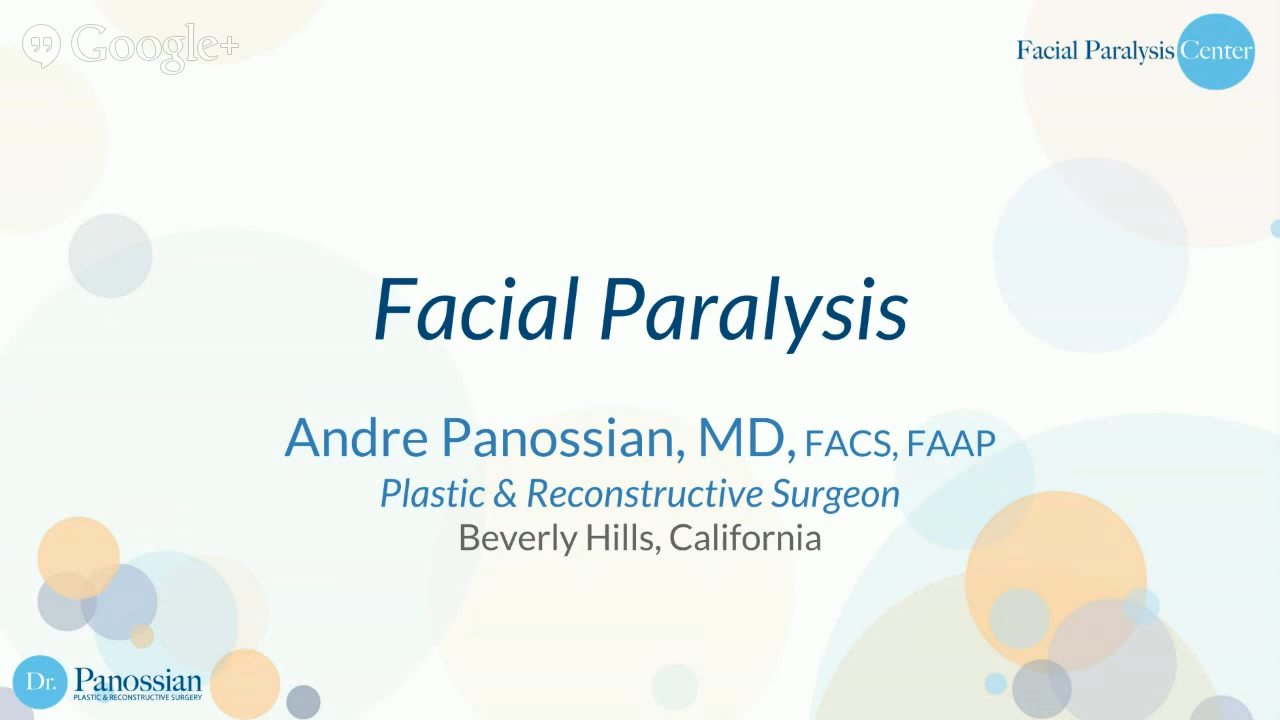 Google+
Facial Paralysis Center
Facial Paralysis
Andre Panossian, MD, FACS, FAAP
Plastic & Reconstructive Surgeon
Beverly Hills, California
Dr. Panossian
PLASTIC & RECONSTRUCTIVE SURGERY